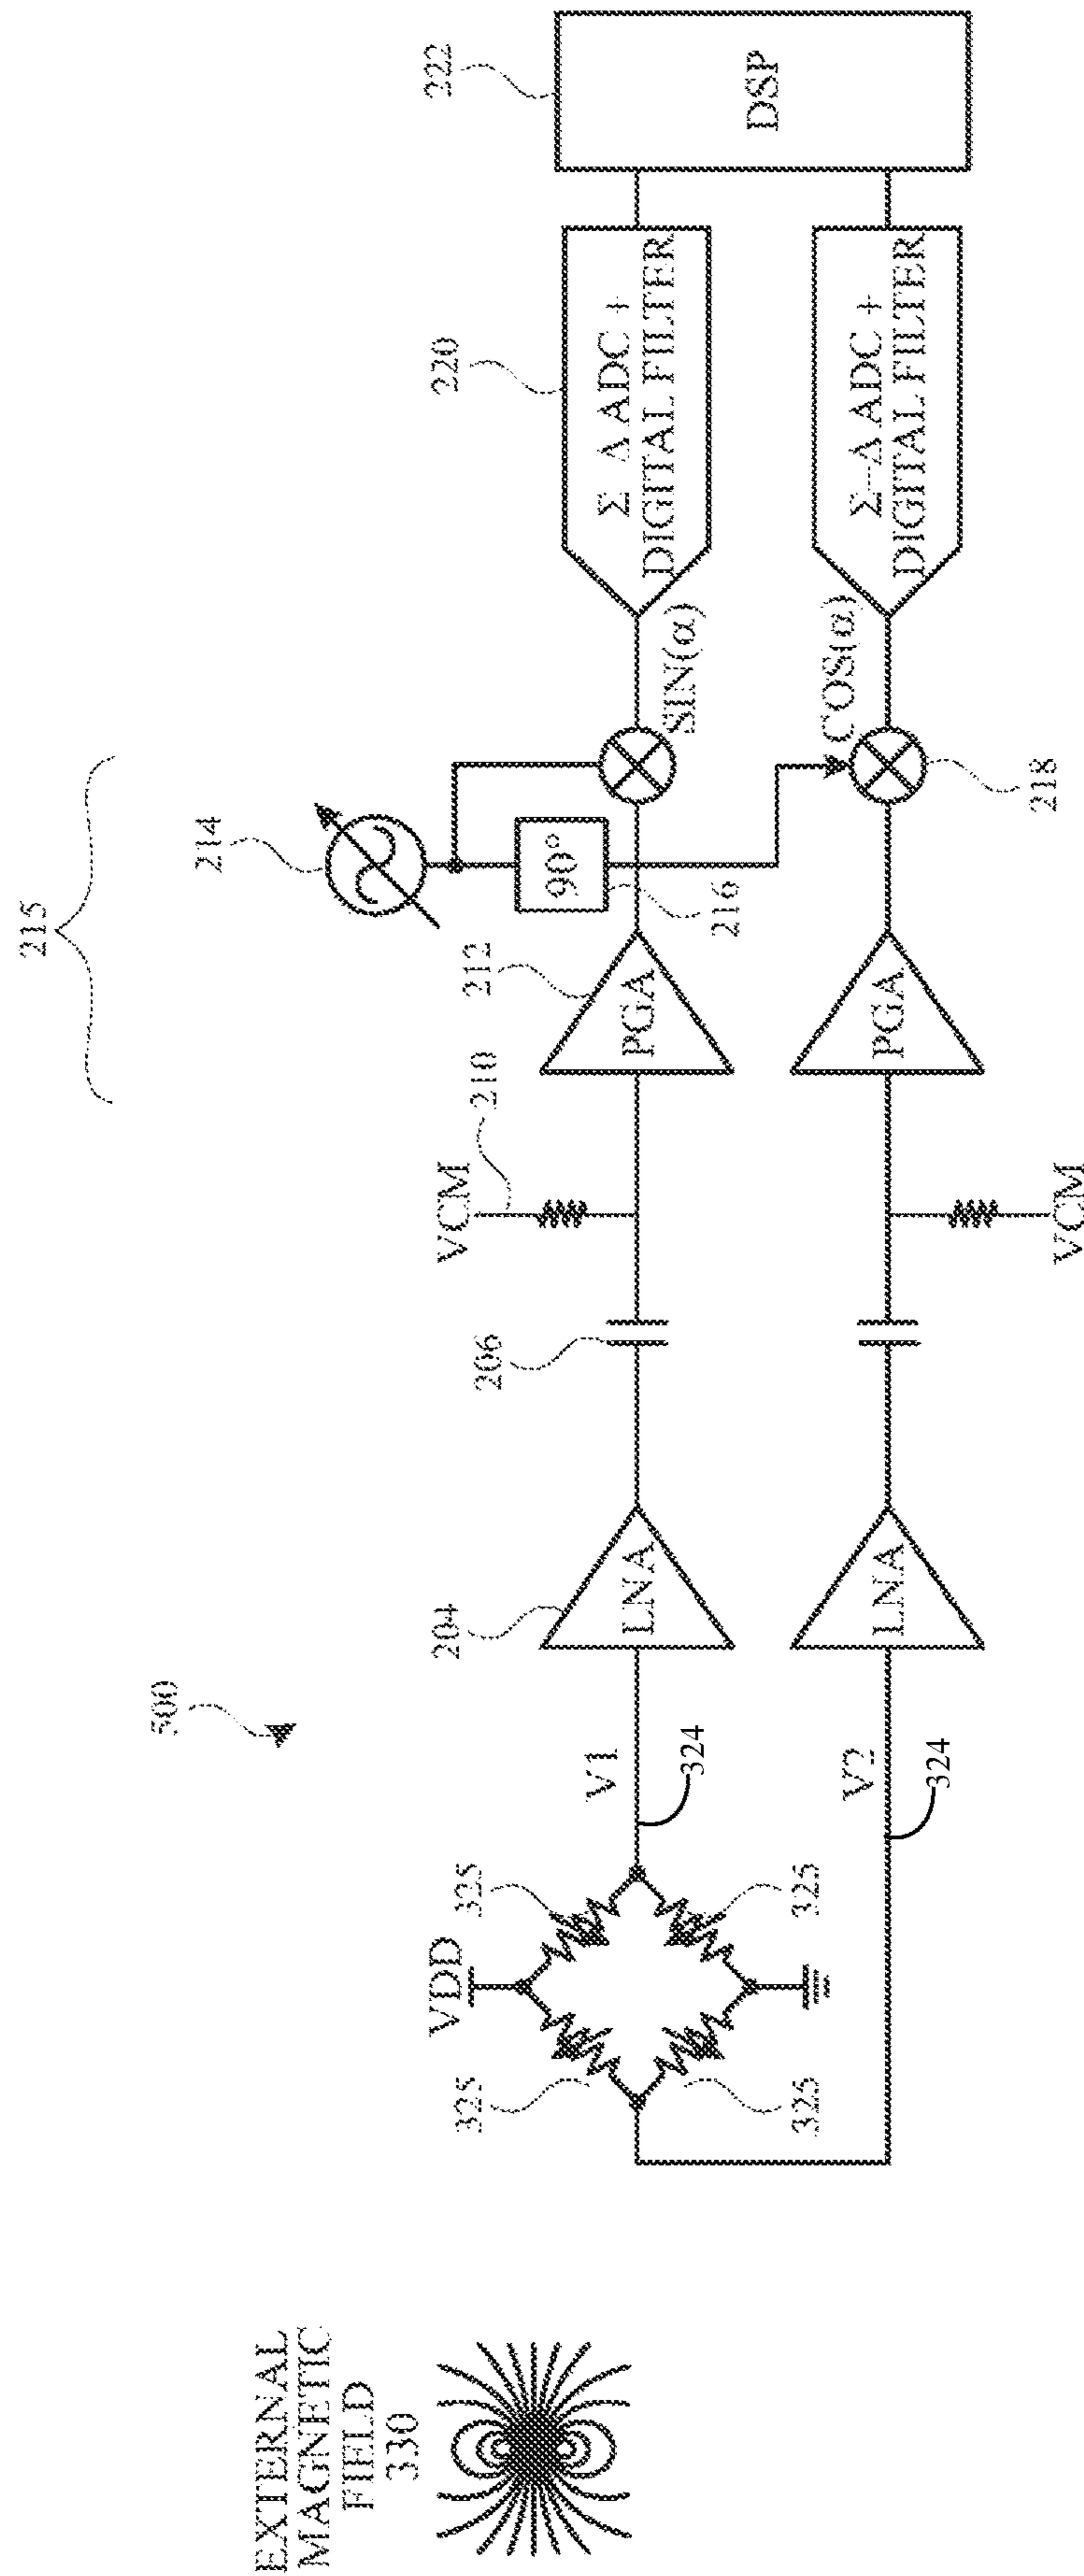 500
215
EXTERNAL
MAGNETIC
FIELD
330
VDD
325
325
325
325
V1
324
V2
324
204
LNA
LNA
206
VCM
210
VCM
212
PGA
PGA
214
90°
216
SIN(α)
COS(α)
218
220
Σ Δ ADC +
DIGITAL FILTER
Σ-Δ ADC +
DIGITAL FILTER
222
DSP